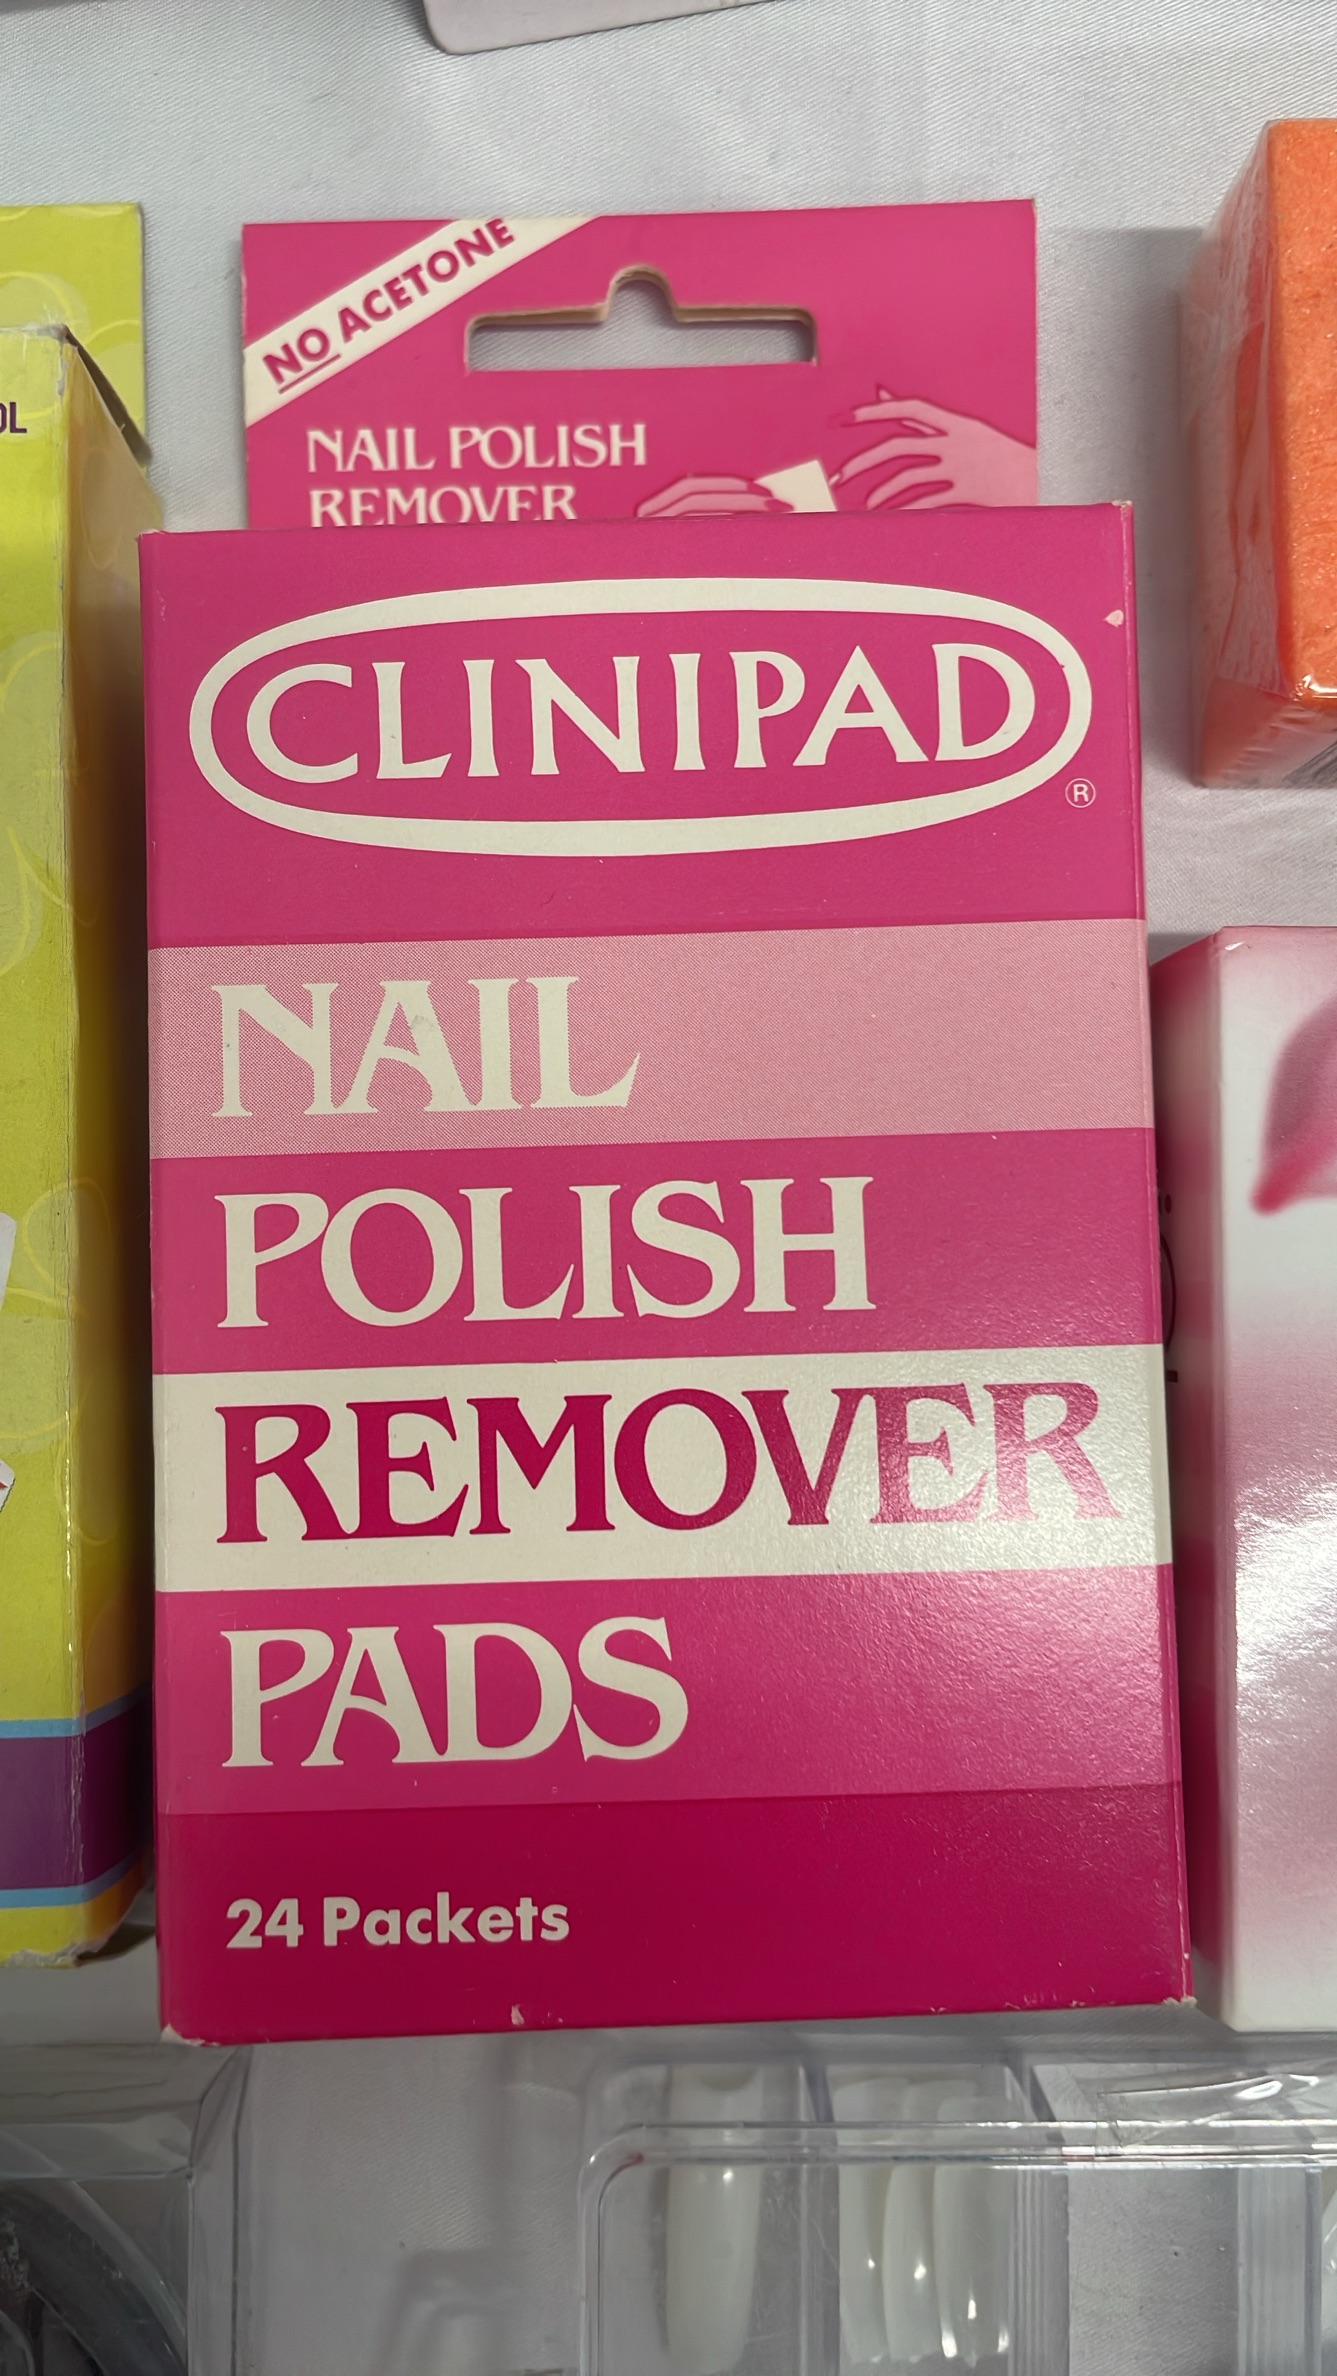 NO ACETONE
NAIL POLISH
REMOVER
CLINIPAD
®
NAIL
POLISH
REMOVER
PADS
24 Packets